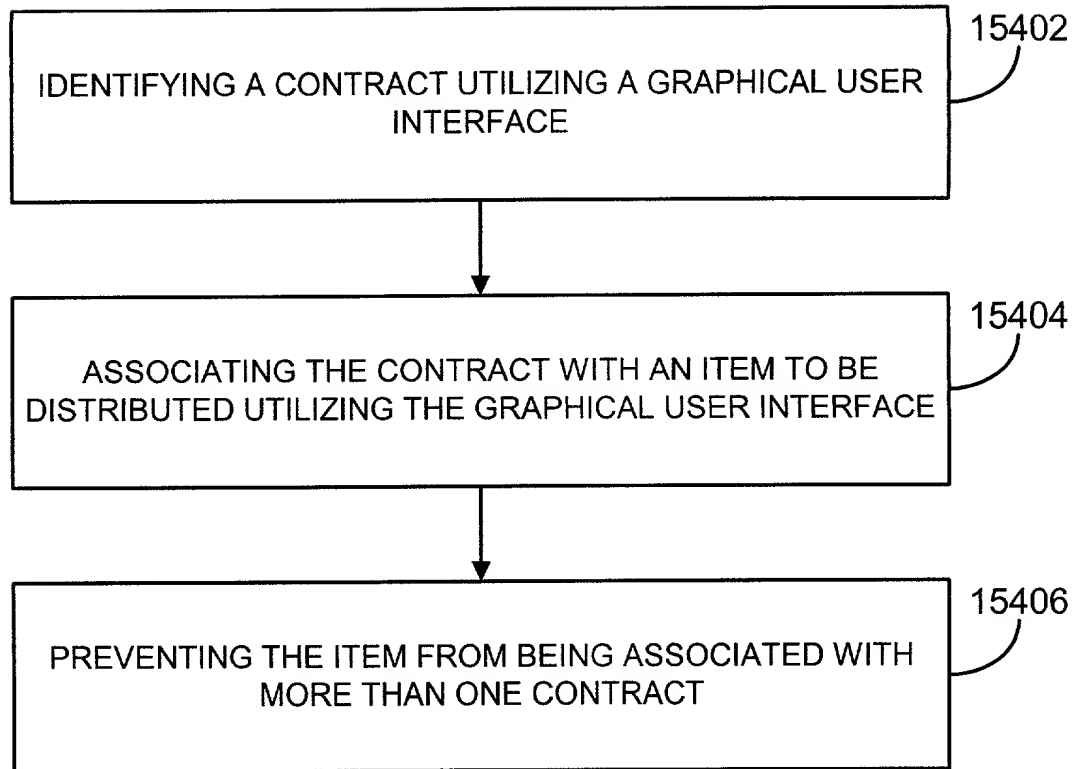 15402
IDENTIFYING A CONTRACT UTILIZING A GRAPHICAL USER
INTERFACE
15404
ASSOCIATING THE CONTRACT WITH AN ITEM TO BE
DISTRIBUTED UTILIZING THE GRAPHICAL USER INTERFACE
15406
PREVENTING THE ITEM FROM BEING ASSOCIATED WITH
MORE THAN ONE CONTRACT